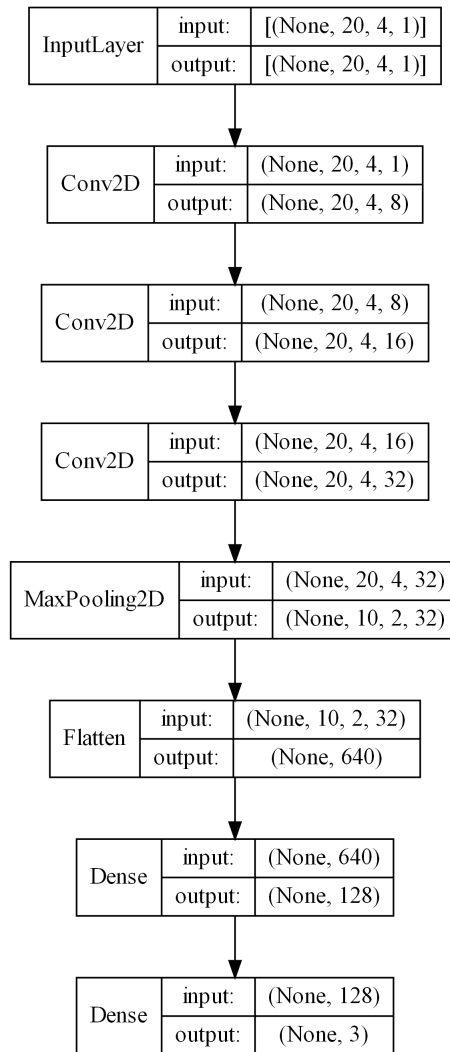 InputLayer
input: [(None, 20, 4, 1)]
output: [(None, 20, 4, 1)]
Conv2D
input: (None, 20, 4, 1)
output: (None, 20, 4, 8)
Conv2D
input: (None, 20, 4, 8)
output: (None, 20, 4, 16)
Conv2D
input: (None, 20, 4, 16)
output: (None, 20, 4, 32)
MaxPooling2D
input: (None, 20, 4, 32)
output: (None, 10, 2, 32)
Flatten
input: (None, 10, 2, 32)
output: (None, 640)
Dense
input: (None, 640)
output: (None, 128)
Dense
input: (None, 128)
output: (None, 3)